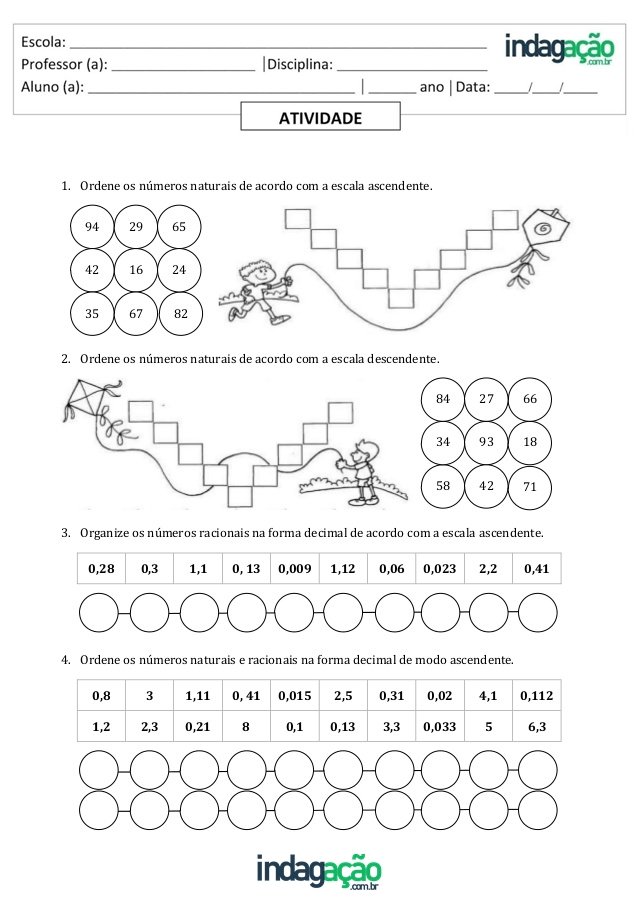 Escola: ______
indagação
.com.br
Professor (a): ______ |Disciplina: ______
Aluno (a): ______ | ______ ano | Data: _____/____/_____
ATIVIDADE
1. Ordene os números naturais de acordo com a escala ascendente.
94 29 65
42 16 24
35 67 82
2. Ordene os números naturais de acordo com a escala descendente.
84 27 66
34 93 18
58 42 71
3. Organize os números racionais na forma decimal de acordo com a escala ascendente.
0,28 0,3 1,1 0, 13 0,009 1,12 0,06 0,023 2,2 0,41
4. Ordene os números naturais e racionais na forma decimal de modo ascendente.
0,8 3 1,11 0, 41 0,015 2,5 0,31 0,02 4,1 0,112
1,2 2,3 0,21 8 0,1 0,13 3,3 0,033 5 6,3
indagação
.com.br